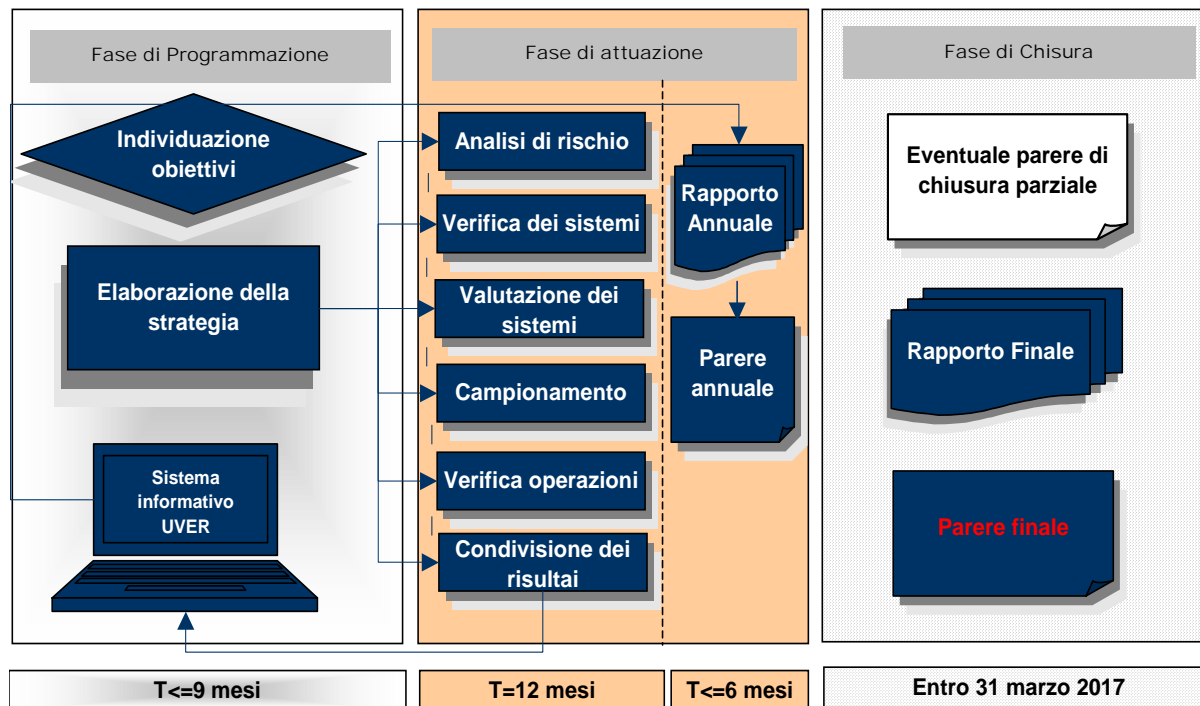 Fase di Programmazione
Individuazione
obiettivi
Elaborazione della
strategia
Sistema
informativo
UVER
T<=9 mesi
Fase di attuazione
Analisi di rischio
Verifica dei sistemi
Valutazione dei
sistemi
Campionamento
Verifica operazioni
Condivisione dei
risultai
T=12 mesi
Rapporto
Annuale
Parere
annuale
T<=6 mesi
Fase di Chisura
Eventuale parere di
chiusura parziale
Rapporto Finale
Parere finale
Entro 31 marzo 2017